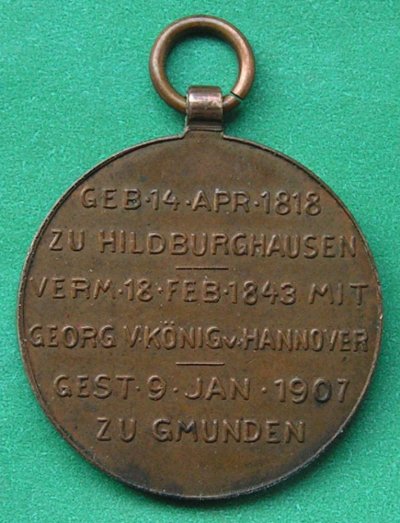 GEB·14·APR·1818
ZU HILDBURGHAUSEN
VERM·18·FEB·1843 MIT
GEORG V KÖNIG v. HANNOVER
GEST·9·JAN·1907
ZU GMUNDEN